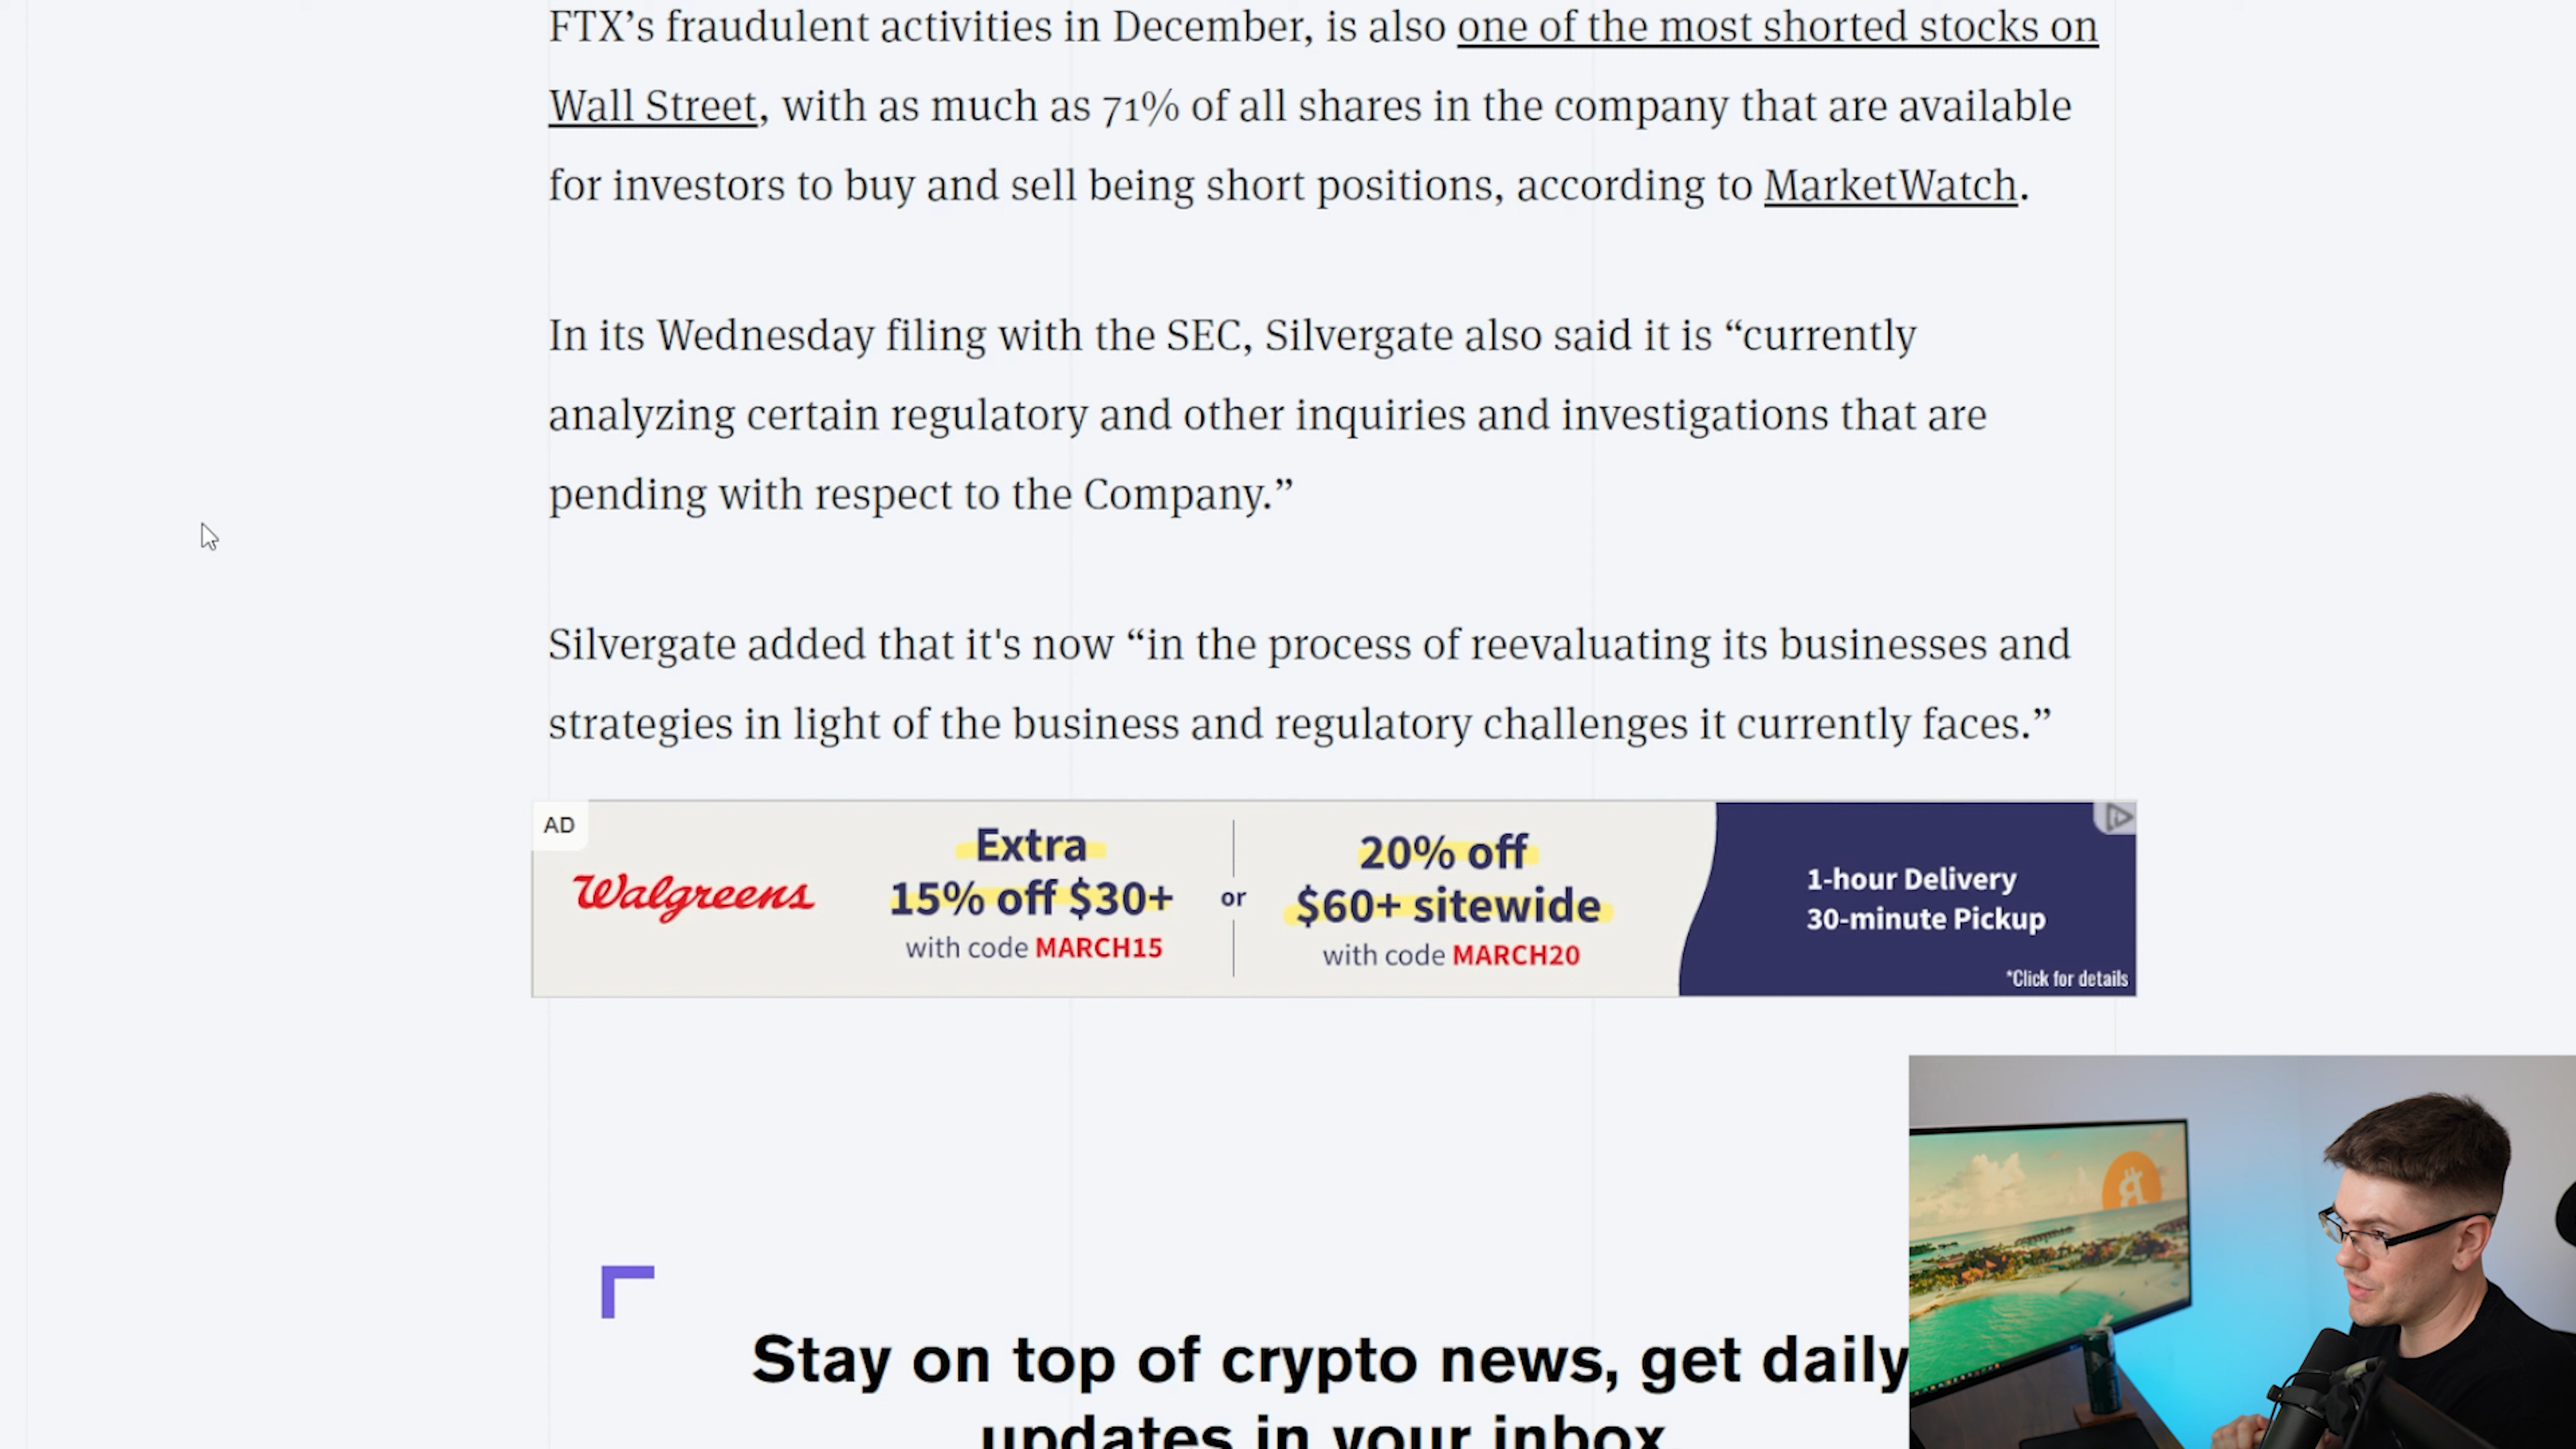 FTX’s fraudulent activities in December, is also one of the most shorted stocks on
Wall Street, with as much as 71% of all shares in the company that are available
for investors to buy and sell being short positions, according to MarketWatch.
In its Wednesday filing with the SEC, Silvergate also said it is “currently
analyzing certain regulatory and other inquiries and investigations that are
pending with respect to the Company.”
Silvergate added that it's now “in the process of reevaluating its businesses and
strategies in light of the business and regulatory challenges it currently faces.”
AD
Walgreens
Extra
15% off $30+
with code MARCH15
or
20% off
$60+ sitewide
with code MARCH20
1-hour Delivery
30-minute Pickup
*Click for details
Stay on top of crypto news, get daily
updates in your inbox